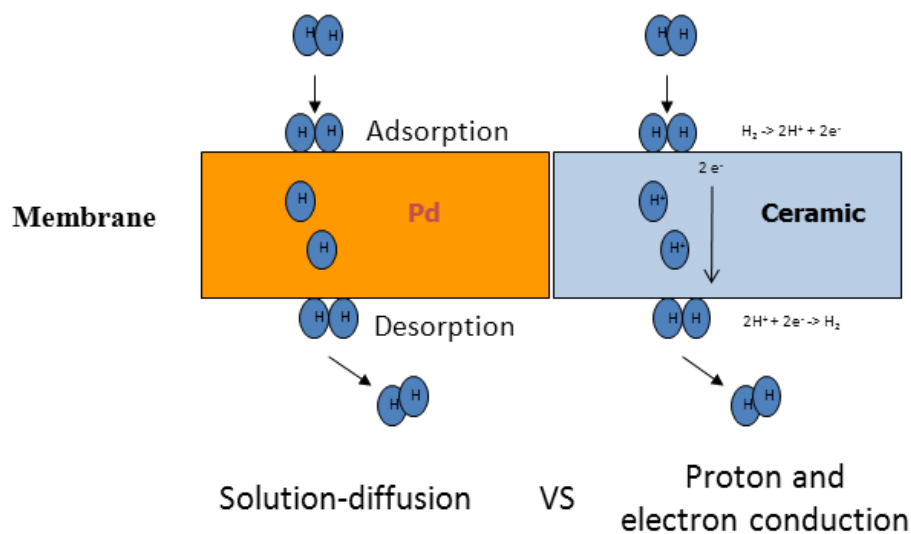 H H
H H
H H
Adsorption
H H
H₂ -> 2H⁺ + 2e⁻
2 e⁻
H
H⁺
Membrane
Pd
Ceramic
H
H⁺
H H
Desorption
H H
2H⁺ + 2e⁻ -> H₂
H H
H H
Solution-diffusion
VS
Proton and
electron conduction